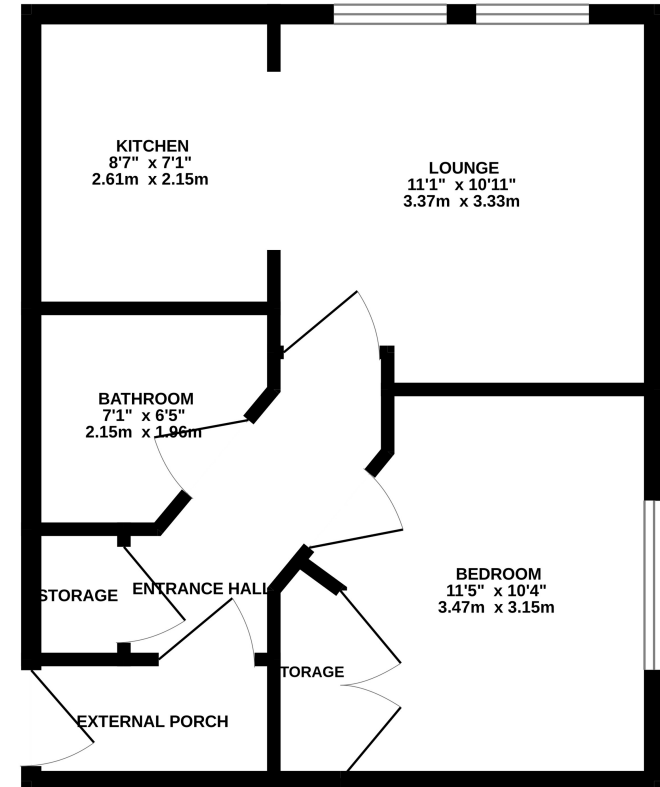 KITCHEN
8'7" x 7'1"
2.61m x 2.15m
LOUNGE
11'1" x 10'11"
3.37m x 3.33m
BATHROOM
7'1" x 6'5"
2.15m x 1.96m
BEDROOM
11'5" x 10'4"
3.47m x 3.15m
STORAGE
ENTRANCE HALL
TORAGE
EXTERNAL PORCH